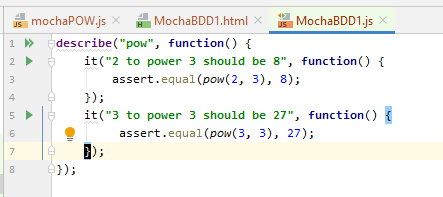 mochaPOW.js MochaBDD1.html MochaBDD1.js
1 describe("pow", function() {
2 it("2 to power 3 should be 8", function() {
3 assert.equal(pow(2, 3), 8);
4 });
5 it("3 to power 3 should be 27", function() {
6 assert.equal(pow(3, 3), 27);
7 });
8 });